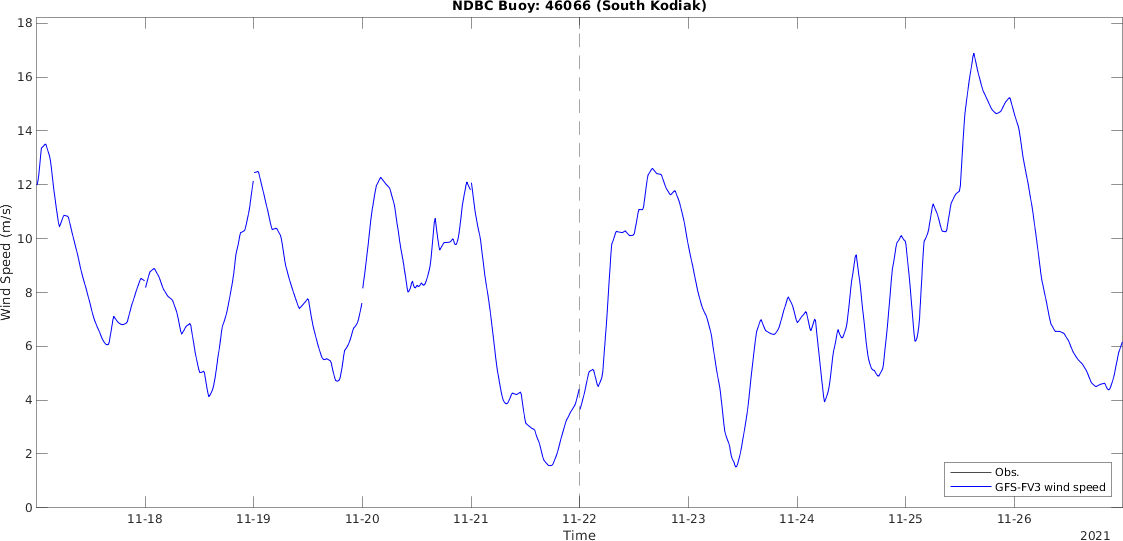 NDBC Buoy: 46066 (South Kodiak)
18
16
14
12
10
8
6
4
2
0
Wind Speed (m/s)
11-18 11-19 11-20 11-21 11-22 11-23 11-24 11-25 11-26
Time
2021
Obs.
GFS-FV3 wind speed